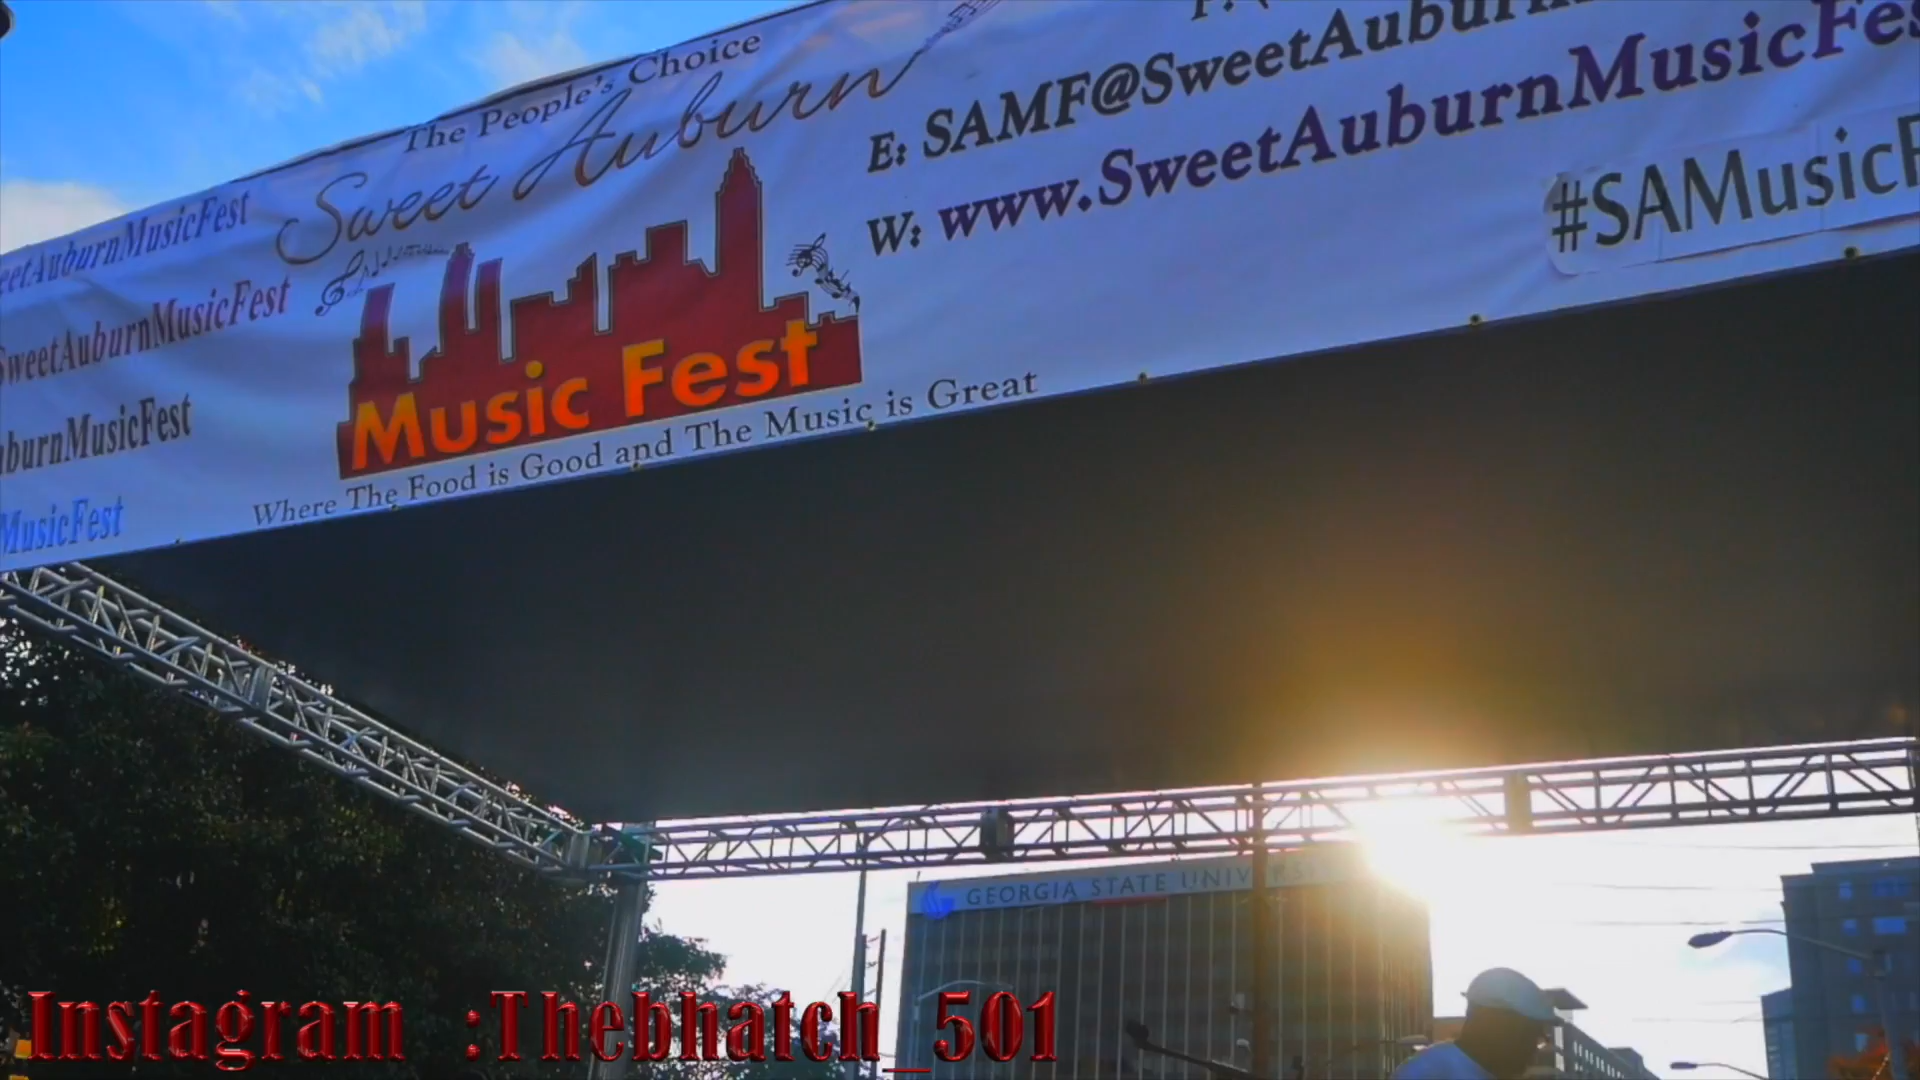 The People's Choice
Sweet Auburn
Music Fest
Where The Food is Good and The Music is Great
E: SAMF@SweetAuburn
W: www.SweetAuburnMusicFes
#SAMusicF
eetAuburnMusicFest
SweetAuburnMusicFest
burnMusicFest
MusicFest
GEORGIA STATE UNIVERS
Instagram :Thebhatch_501